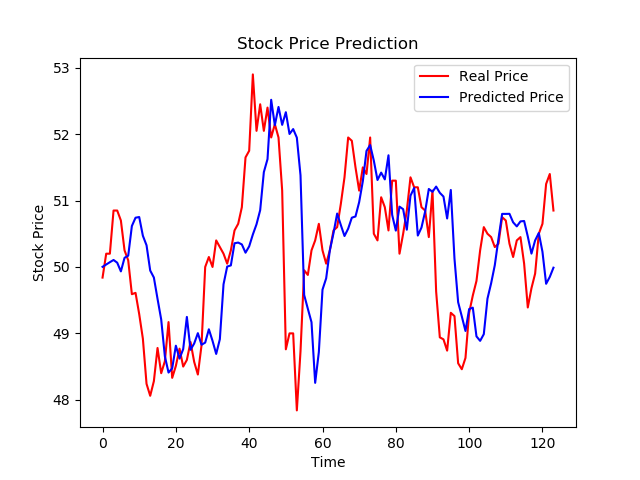 Stock Price Prediction
Real Price
Predicted Price
53
52
51
50
49
48
Stock Price
0 20 40 60 80 100 120
Time